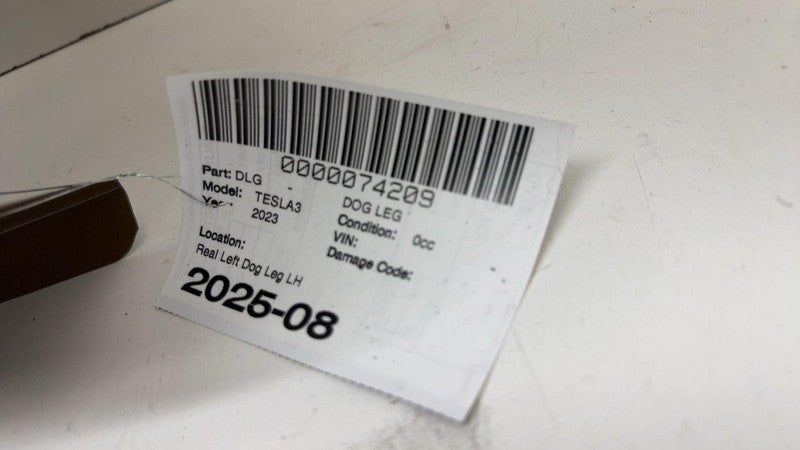 0000074209
Part: DLG - DOG LEG
Model: TESLA3 Condition: 0cc
Year: 2023 VIN:
Damage Code:
Location:
Real Left Dog Leg LH
2025-08